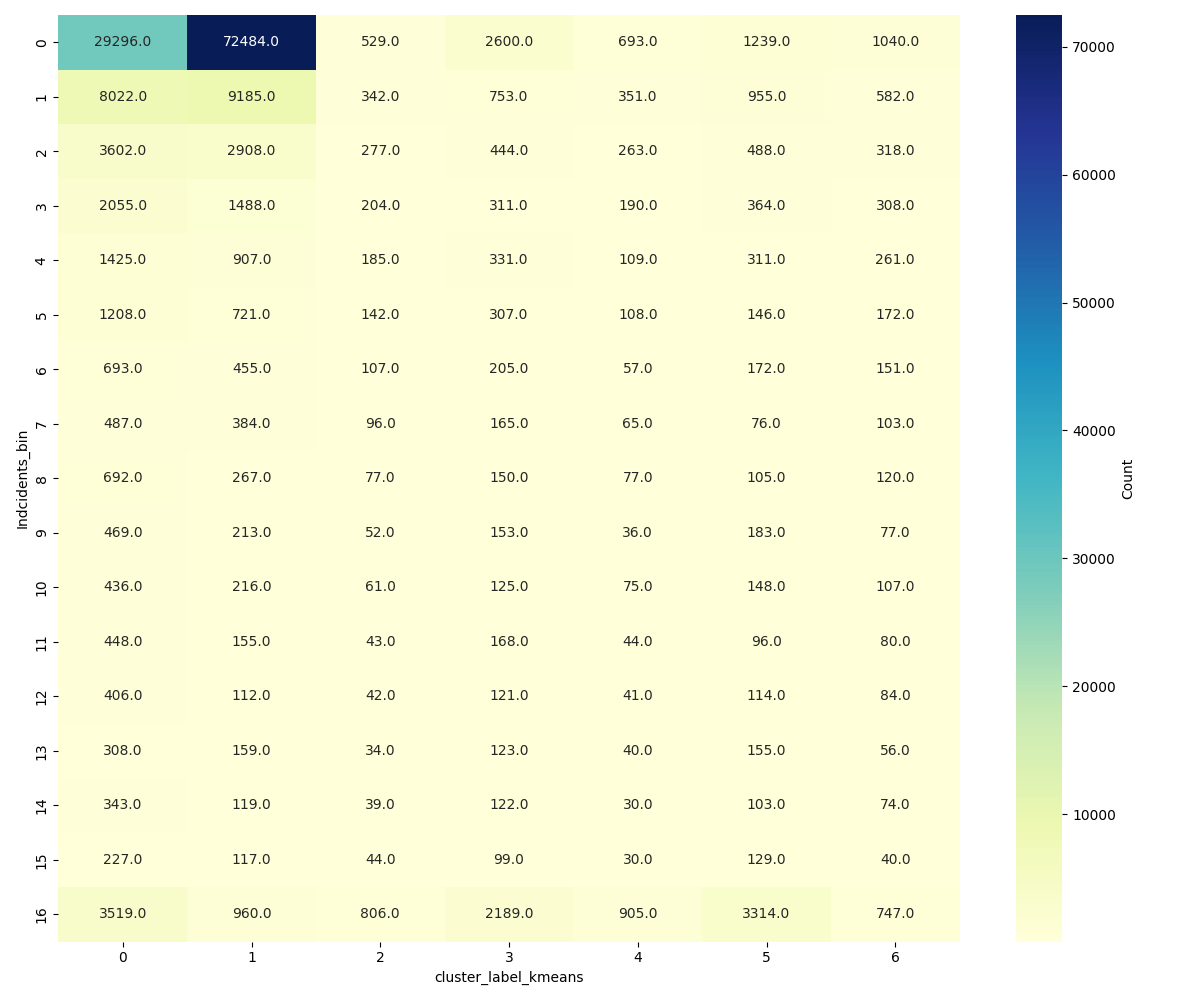 0 29296.0 72484.0 529.0 2600.0 693.0 1239.0 1040.0
1 8022.0 9185.0 342.0 753.0 351.0 955.0 582.0
2 3602.0 2908.0 277.0 444.0 263.0 488.0 318.0
3 2055.0 1488.0 204.0 311.0 190.0 364.0 308.0
4 1425.0 907.0 185.0 331.0 109.0 311.0 261.0
5 1208.0 721.0 142.0 307.0 108.0 146.0 172.0
6 693.0 455.0 107.0 205.0 57.0 172.0 151.0
7 487.0 384.0 96.0 165.0 65.0 76.0 103.0
8 692.0 267.0 77.0 150.0 77.0 105.0 120.0
9 469.0 213.0 52.0 153.0 36.0 183.0 77.0
10 436.0 216.0 61.0 125.0 75.0 148.0 107.0
11 448.0 155.0 43.0 168.0 44.0 96.0 80.0
12 406.0 112.0 42.0 121.0 41.0 114.0 84.0
13 308.0 159.0 34.0 123.0 40.0 155.0 56.0
14 343.0 119.0 39.0 122.0 30.0 103.0 74.0
15 227.0 117.0 44.0 99.0 30.0 129.0 40.0
16 3519.0 960.0 806.0 2189.0 905.0 3314.0 747.0
0 1 2 3 4 5 6
cluster_label_kmeans
Indcidents_bin
70000
60000
50000
40000
30000
20000
10000
Count